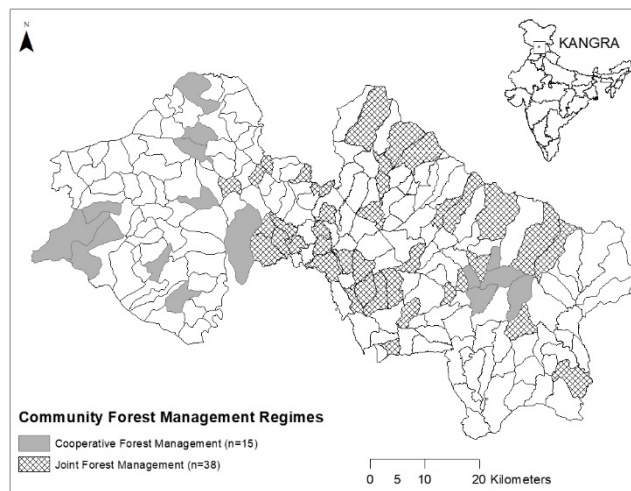 N
KANGRA
Community Forest Management Regimes
Cooperative Forest Management (n=15)
Joint Forest Management (n=38)
0 5 10 20 Kilometers